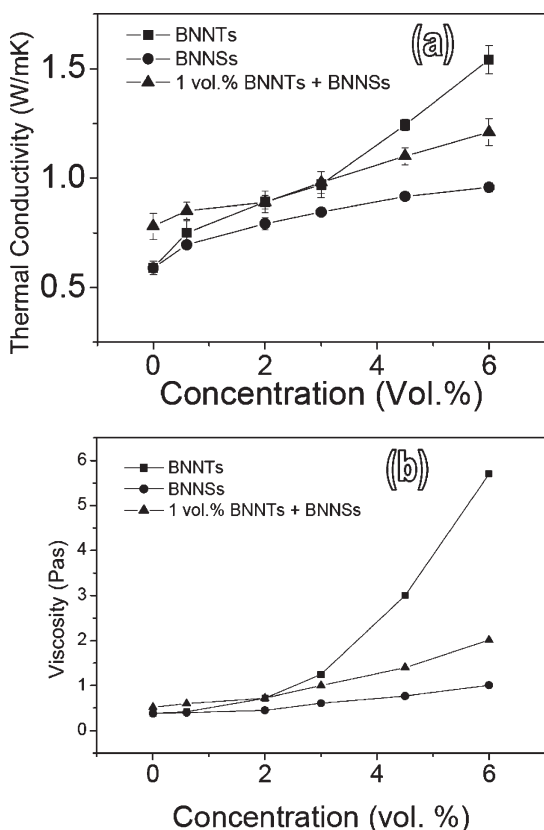 (a)
BNNTs
BNNSs
1 vol.% BNNTs + BNNSs
Thermal Conductivity (W/mK)
1.5
1.0
0.5
0 2 4 6
Concentration (Vol.%)
(b)
BNNTs
BNNSs
1 vol.% BNNTs + BNNSs
Viscosity (Pas)
6
5
4
3
2
1
0
0 2 4 6
Concentration (vol. %)